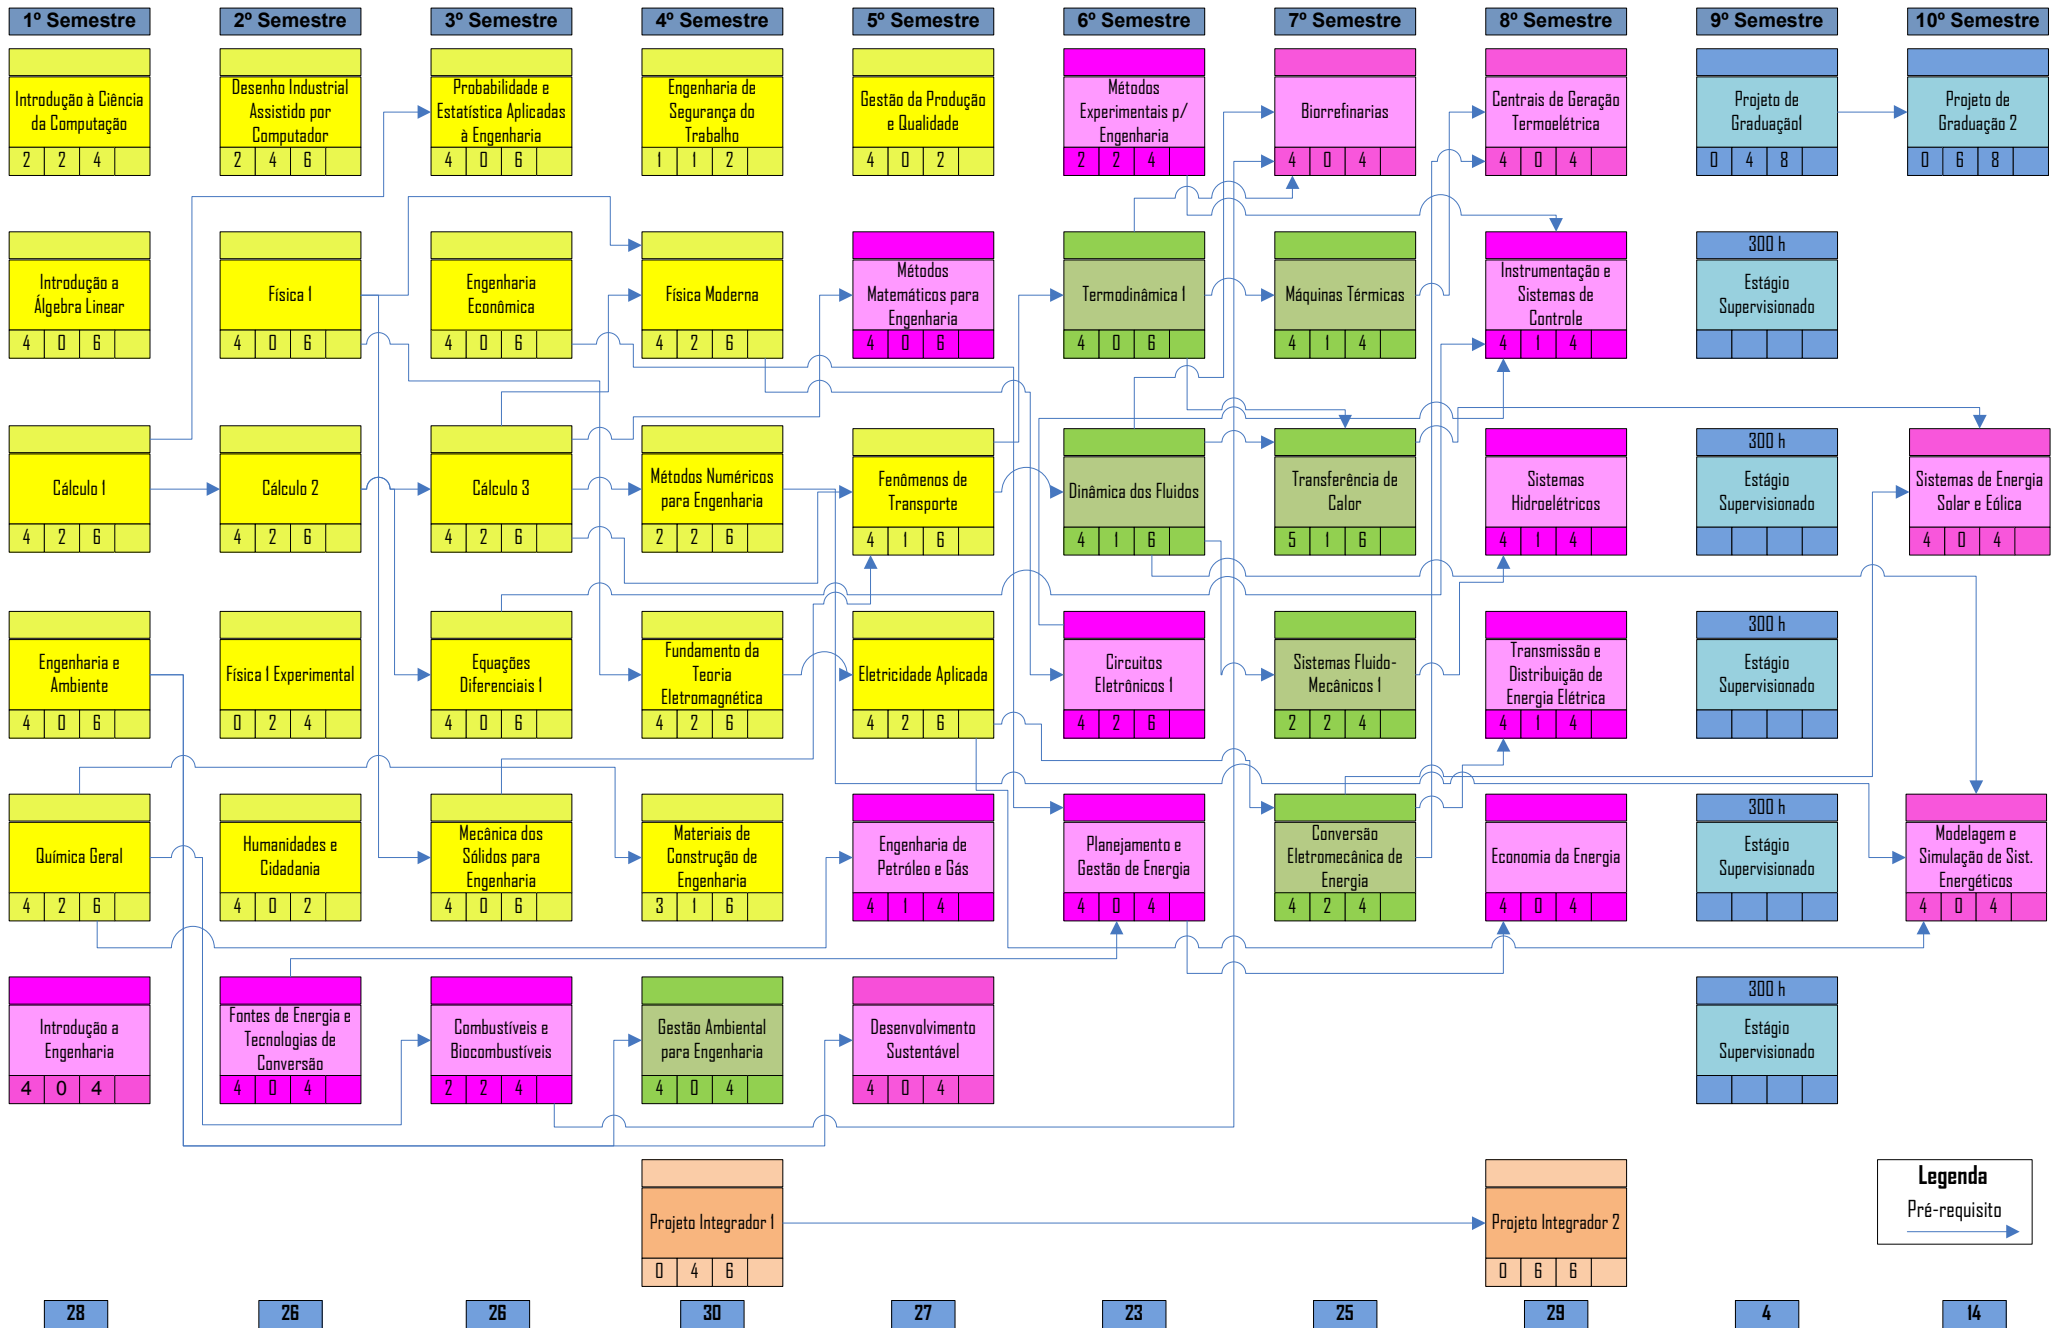 1º Semestre
2º Semestre
3º Semestre
4º Semestre
5º Semestre
6º Semestre
7º Semestre
8º Semestre
9º Semestre
10º Semestre
Introdução à Ciência
da Computação
2 2 4
Desenho Industrial
Assistido por
Computador
2 4 6
Probabilidade e
Estatística Aplicadas
à Engenharia
4 0 6
Engenharia de
Segurança do
Trabalho
1 1 2
Gestão da Produção
e Qualidade
4 0 2
Métodos
Experimentais p/
Engenharia
2 2 4
Biorrefinarias
4 0 4
Centrais de Geração
Termoelétrica
4 0 4
Projeto de
Graduação1
0 4 8
Projeto de
Graduação 2
0 6 8
Introdução a
Álgebra Linear
4 0 6
Física 1
4 0 6
Engenharia
Econômica
4 0 6
Física Moderna
4 2 6
Métodos
Matemáticos para
Engenharia
4 0 6
Termodinâmica 1
4 0 6
Máquinas Térmicas
4 1 4
Instrumentação e
Sistemas de
Controle
4 1 4
300 h
Estágio
Supervisionado
Cálculo 1
4 2 6
Cálculo 2
4 2 6
Cálculo 3
4 2 6
Métodos Numéricos
para Engenharia
2 2 6
Fenômenos de
Transporte
4 1 6
Dinâmica dos Fluidos
4 1 6
Transferência de
Calor
5 1 6
Sistemas
Hidroelétricos
4 1 4
300 h
Estágio
Supervisionado
Sistemas de Energia
Solar e Eólica
4 0 4
Engenharia e
Ambiente
4 0 6
Física 1 Experimental
0 2 4
Equações
Diferenciais 1
4 0 6
Fundamento da
Teoria
Eletromagnética
4 2 6
Eletricidade Aplicada
4 2 6
Circuitos
Eletrônicos 1
4 2 6
Sistemas Fluido-
Mecânicos 1
2 2 4
Transmissão e
Distribuição de
Energia Elétrica
4 1 4
300 h
Estágio
Supervisionado
Química Geral
4 2 6
Humanidades e
Cidadania
4 0 2
Mecânica dos
Sólidos para
Engenharia
4 0 6
Materiais de
Construção de
Engenharia
3 1 6
Engenharia de
Petróleo e Gás
4 1 4
Planejamento e
Gestão de Energia
4 0 4
Conversão
Eletromecânica de
Energia
4 2 4
Economia da Energia
4 0 4
300 h
Estágio
Supervisionado
Modelagem e
Simulação de Sist.
Energéticos
4 0 4
Introdução a
Engenharia
4 0 4
Fontes de Energia e
Tecnologias de
Conversão
4 0 4
Combustíveis e
Biocombustíveis
2 2 4
Gestão Ambiental
para Engenharia
4 0 4
Desenvolvimento
Sustentável
4 0 4
300 h
Estágio
Supervisionado
Projeto Integrador 1
0 4 6
Projeto Integrador 2
0 6 6
Legenda
Pré-requisito
28
26
26
30
27
23
25
29
4
14